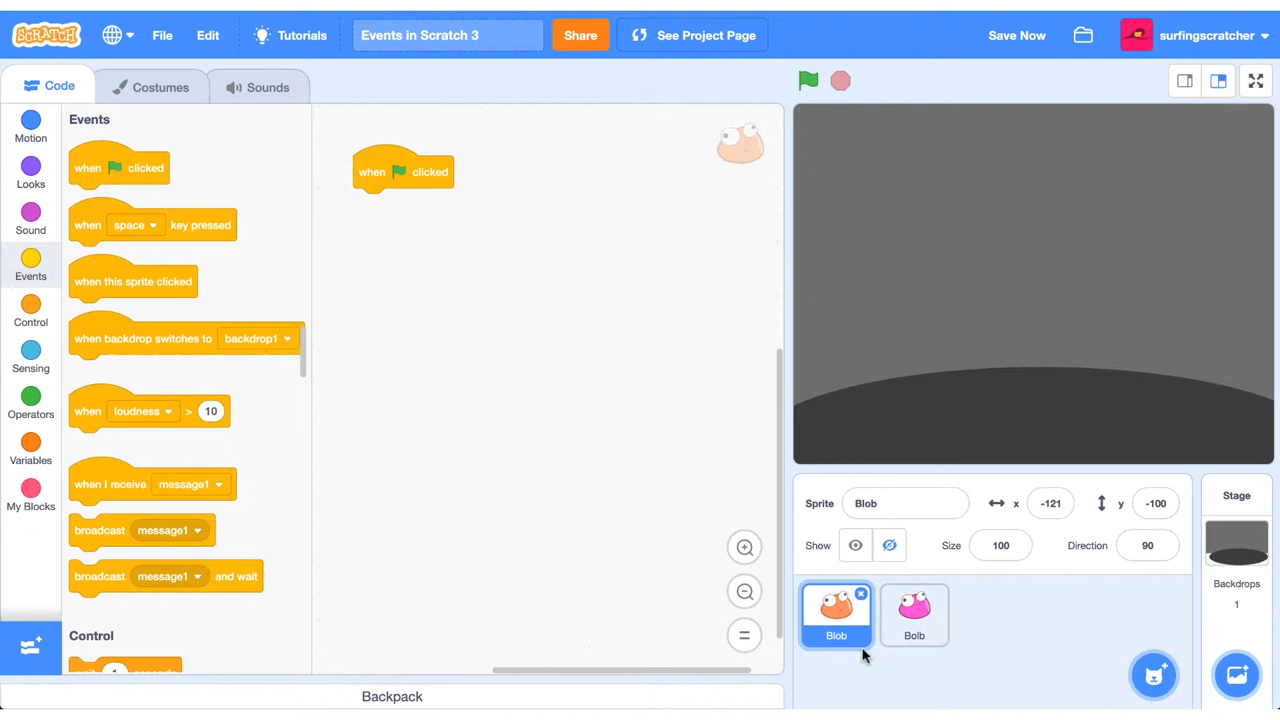 SCRATCH File Edit Tutorials Events in Scratch 3 Share See Project Page Save Now surfingscratcher
Code Costumes Sounds
Motion
Looks
Sound
Events
Control
Sensing
Operators
Variables
My Blocks
Events
when clicked
when space key pressed
when this sprite clicked
when backdrop switches to backdrop1
when loudness > 10
when I receive message1
broadcast message1
broadcast message1 and wait
Control
when clicked
Backpack
Sprite Blob x -121 y -100
Show Size 100 Direction 90
Blob
Bolb
Stage
Backdrops
1